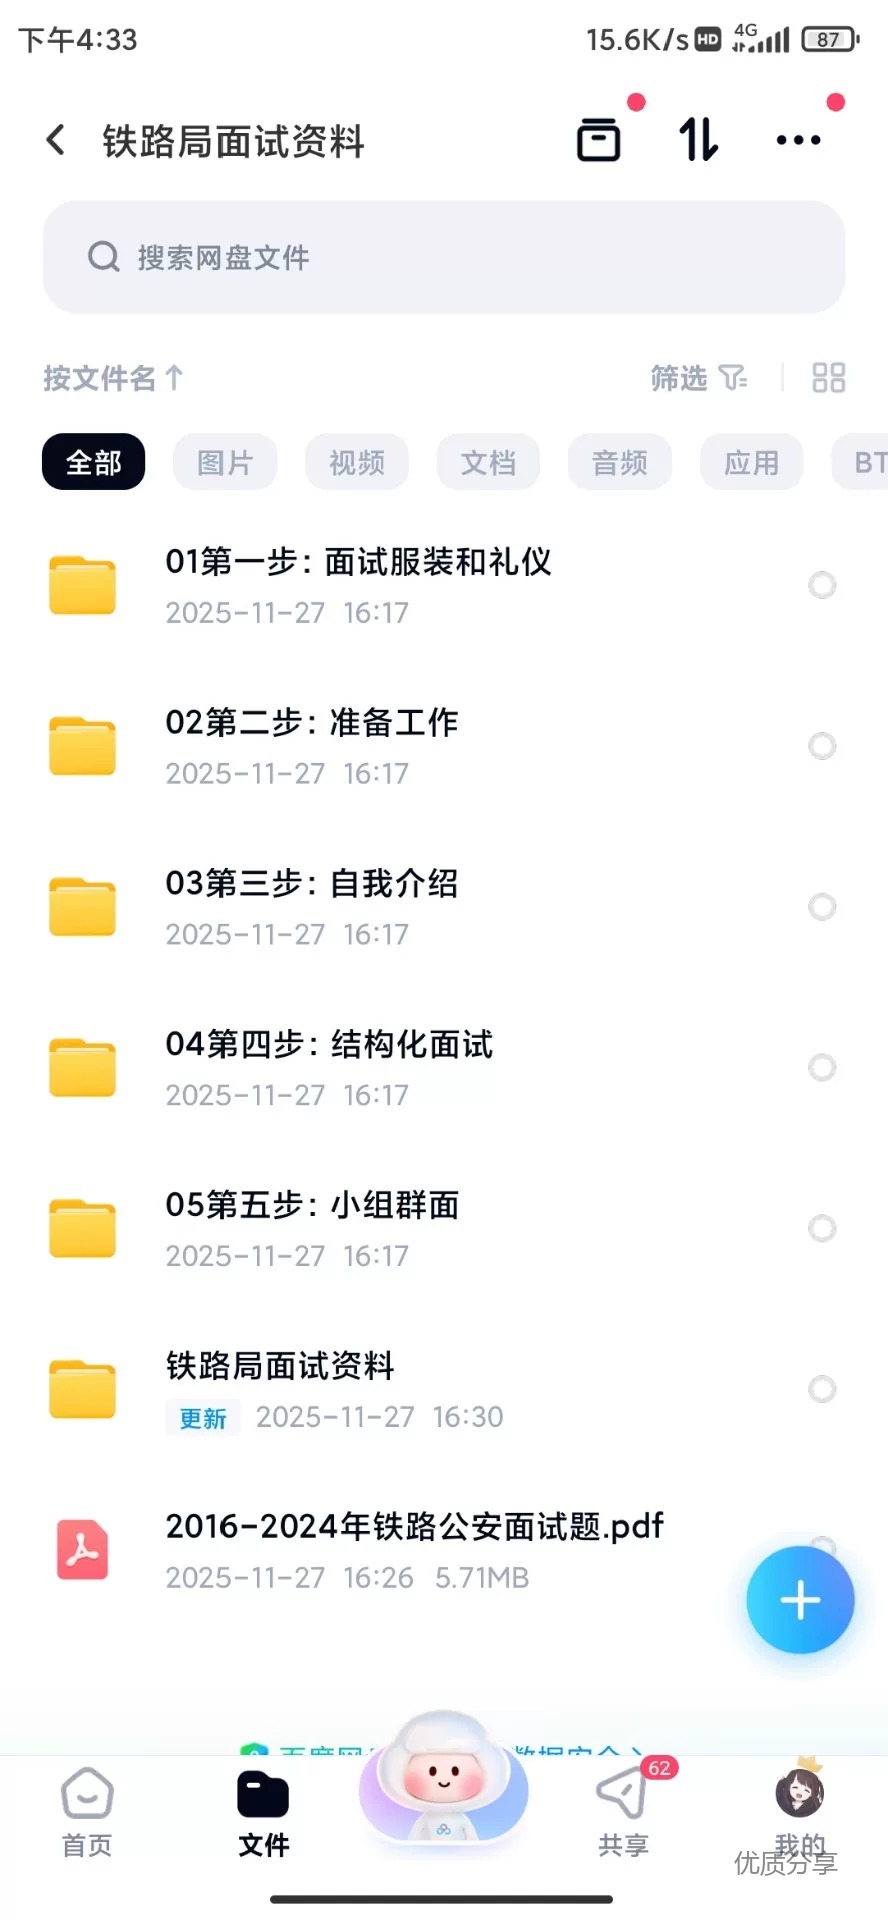 下午4:33
15.6K/s HD 4G 87
铁路局面试资料
搜索网盘文件
按文件名↑
筛选
全部 图片 视频 文档 音频 应用 BT
01第一步：面试服装和礼仪
2025-11-27 16:17
02第二步：准备工作
2025-11-27 16:17
03第三步：自我介绍
2025-11-27 16:17
04第四步：结构化面试
2025-11-27 16:17
05第五步：小组群面
2025-11-27 16:17
铁路局面试资料
更新 2025-11-27 16:30
2016-2024年铁路公安面试题.pdf
2025-11-27 16:26 5.71MB
62
首页 文件 共享 我的
优质分享